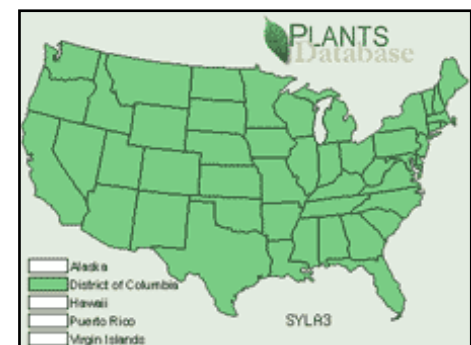 PLANTS
Database
Alaska
District of Columbia
Hawaii
Puerto Rico
Virgin Islands
SYLA3